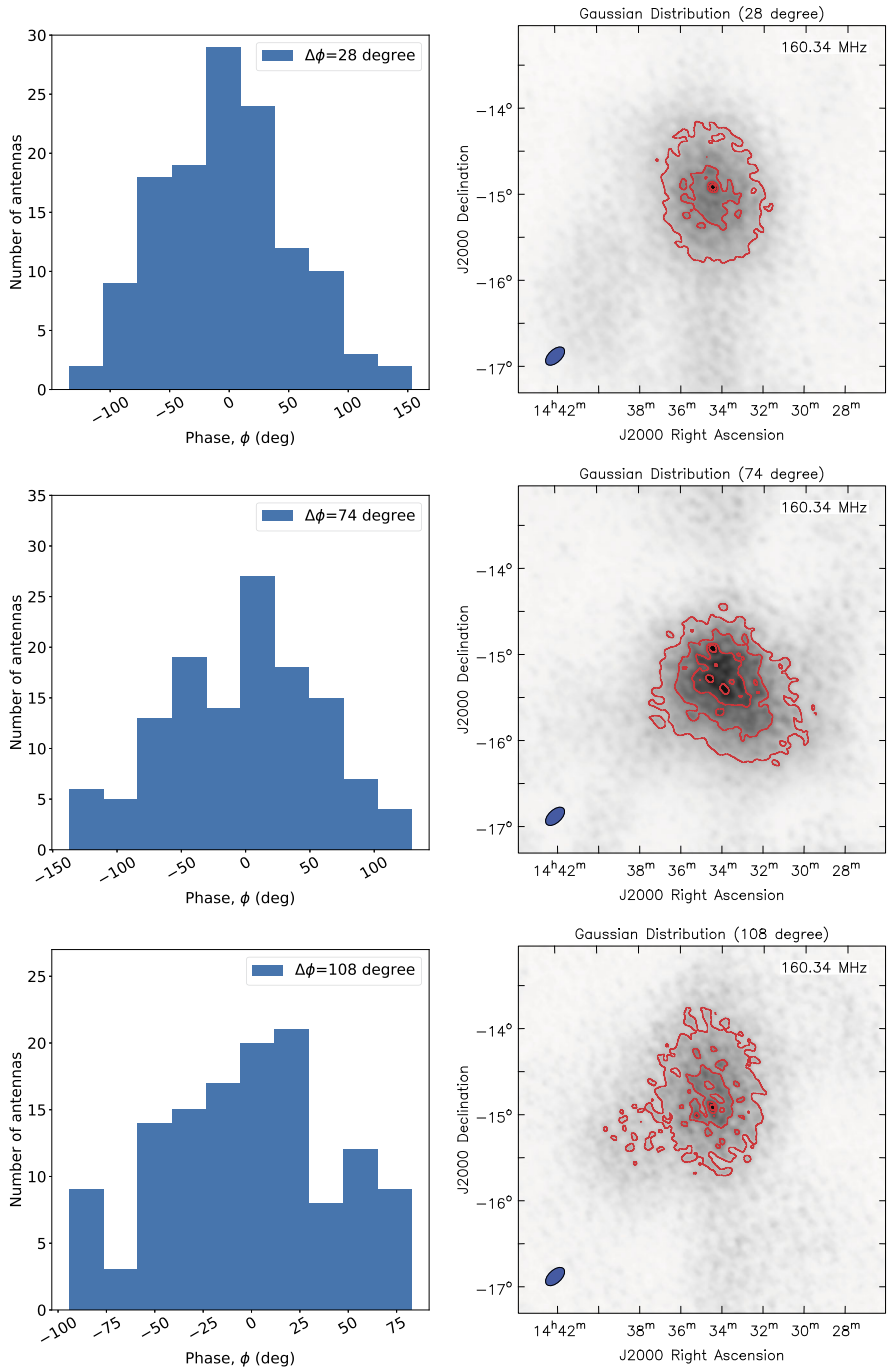 Gaussian Distribution (28 degree)
30
25
20
15
10
5
0
Number of antennas
Δϕ=28 degree
−100
−50
0
50
100
150
Phase, ϕ (deg)
160.34 MHz
−14°
−15°
−16°
−17°
J2000 Declination
14ʰ42ᵐ 38ᵐ 36ᵐ 34ᵐ 32ᵐ 30ᵐ 28ᵐ
J2000 Right Ascension
Gaussian Distribution (74 degree)
35
30
25
20
15
10
5
0
Number of antennas
Δϕ=74 degree
−150
−100
−50
0
50
100
Phase, ϕ (deg)
160.34 MHz
−14°
−15°
−16°
−17°
J2000 Declination
14ʰ42ᵐ 38ᵐ 36ᵐ 34ᵐ 32ᵐ 30ᵐ 28ᵐ
J2000 Right Ascension
Gaussian Distribution (108 degree)
25
20
15
10
5
0
Number of antennas
Δϕ=108 degree
−100
−75
−50
−25
0
25
50
75
Phase, ϕ (deg)
160.34 MHz
−14°
−15°
−16°
−17°
J2000 Declination
14ʰ42ᵐ 38ᵐ 36ᵐ 34ᵐ 32ᵐ 30ᵐ 28ᵐ
J2000 Right Ascension